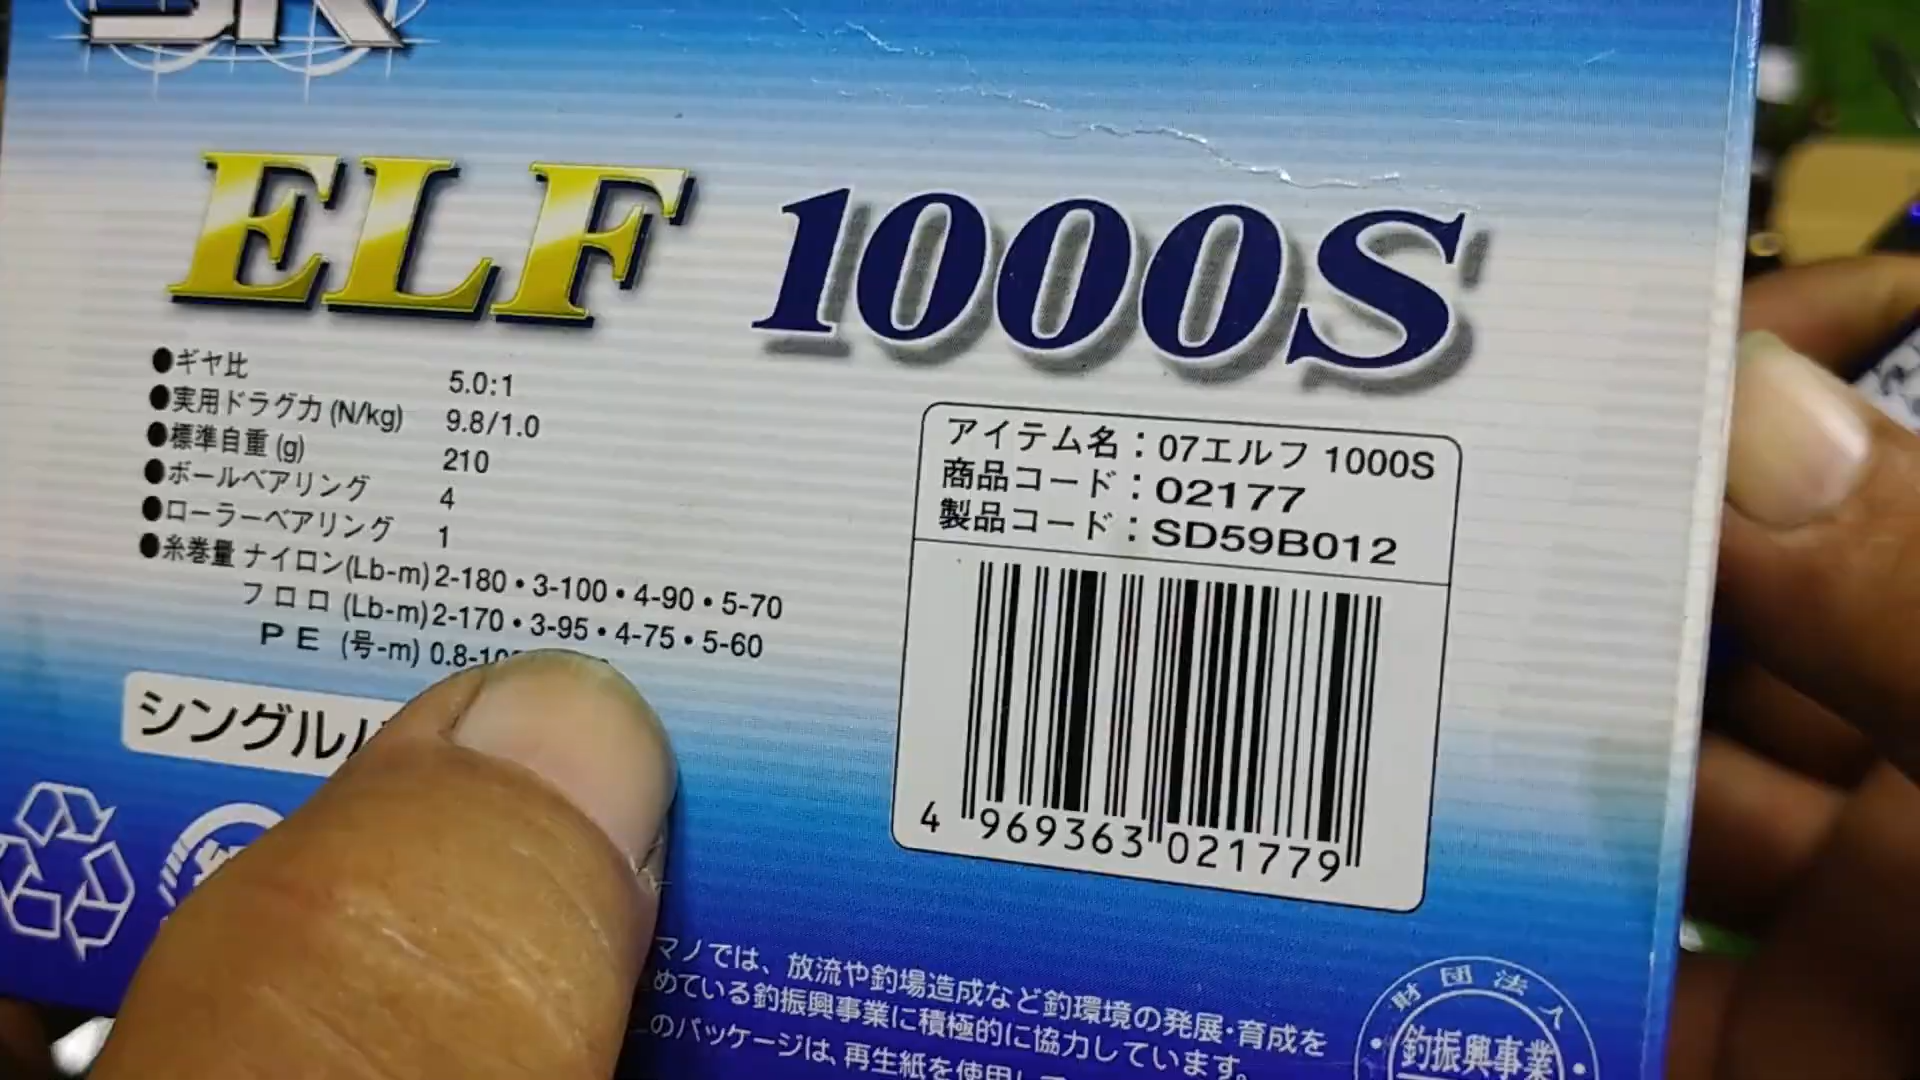 ELF 1000S
●ギヤ比 5.0:1
●実用ドラグ力 (N/kg) 9.8/1.0
●標準自重 (g) 210
●ボールベアリング 4
●ローラーベアリング 1
●糸巻量 ナイロン(Lb-m) 2-180・3-100・4-90・5-70
フロロ (Lb-m) 2-170・3-95・4-75・5-60
PE (号-m) 0.8-10
シングル
アイテム名:07エルフ 1000S
商品コード:02177
製品コード:SD59B012
4 969363 021779
マノでは、放流や釣場造成など釣環境の発展・育成を
めている釣振興事業に積極的に協力しています。
のパッケージは、再生紙を使用し
財団法人
釣振興事業